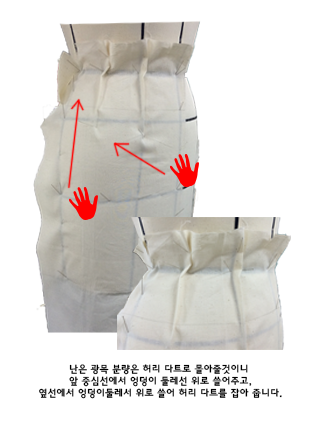 난은 광목 분량은 허리 다트로 몰아줄것이니
앞 중심선에서 엉덩이 둘레선 위로 쓸어주고,
옆선에서 엉덩이둘레서 위로 쓸어 허리 다트를 잡아 줍니다.